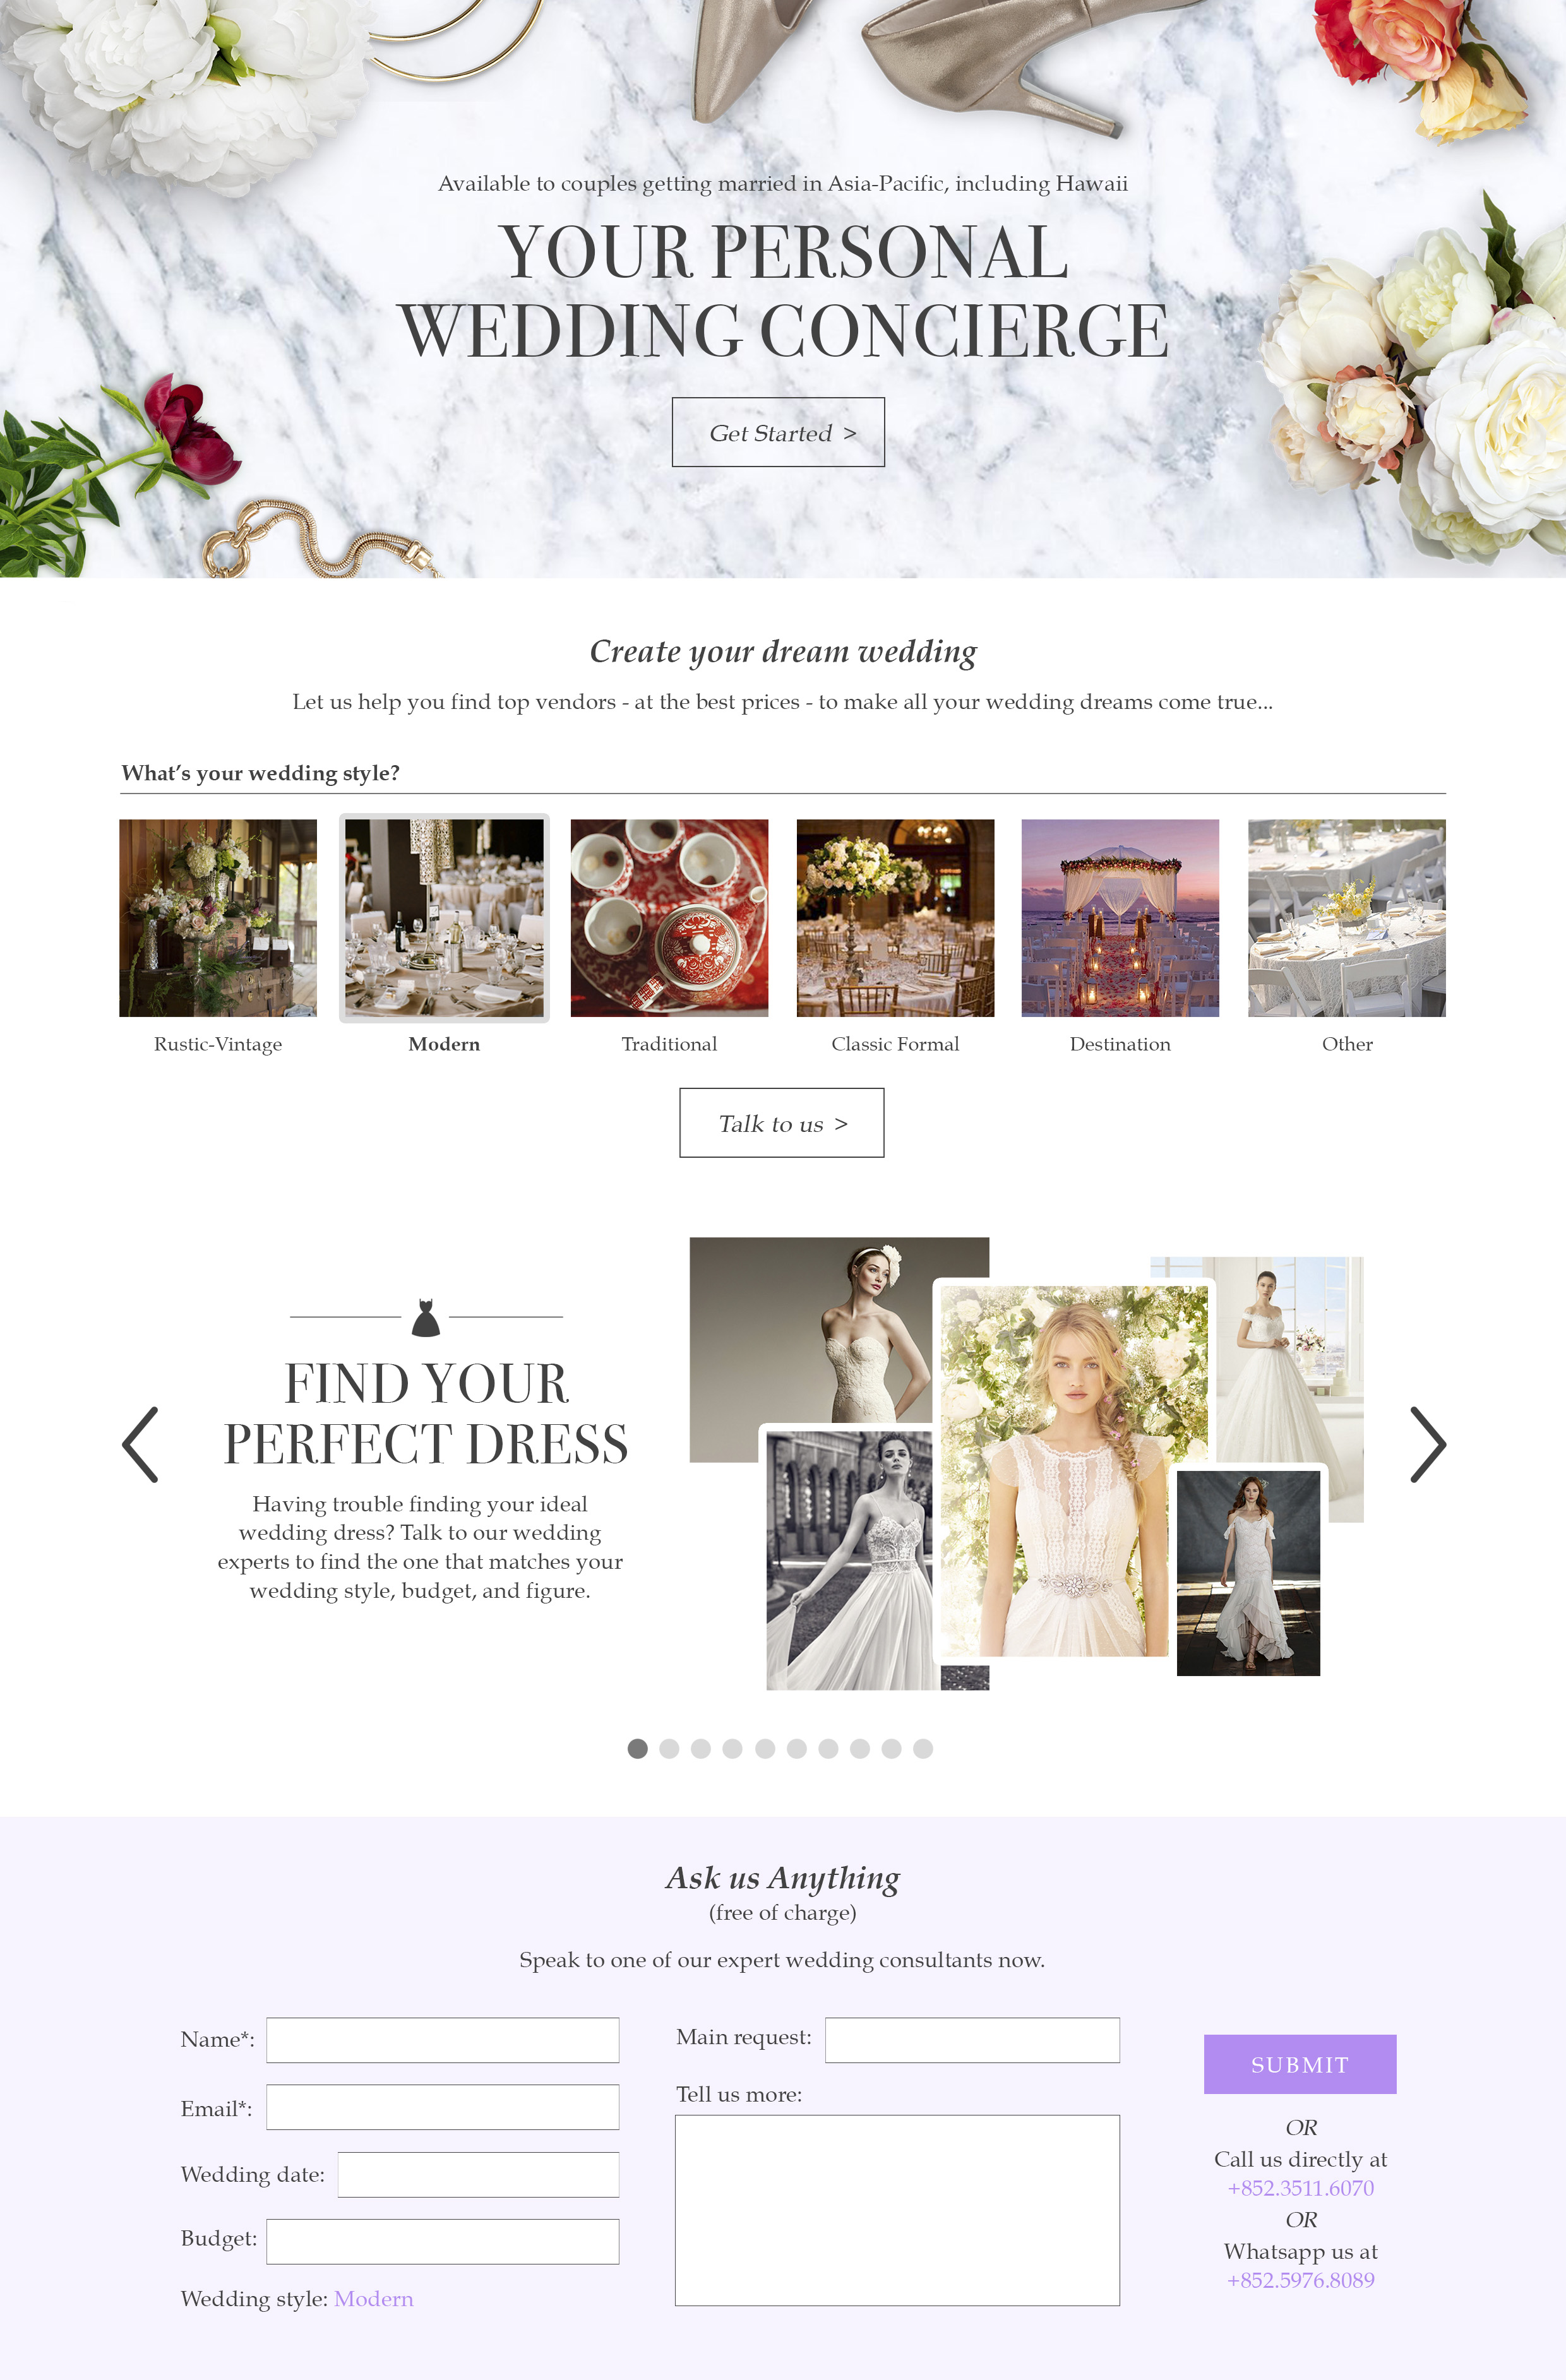 Available to couples getting married in Asia-Pacific, including Hawaii
YOUR PERSONAL
WEDDING CONCIERGE
Get Started >
Create your dream wedding
Let us help you find top vendors - at the best prices - to make all your wedding dreams come true...
What's your wedding style?
Rustic-Vintage
Modern
Traditional
Classic Formal
Destination
Other
Talk to us >
FIND YOUR
PERFECT DRESS
Having trouble finding your ideal
wedding dress? Talk to our wedding
experts to find the one that matches your
wedding style, budget, and figure.
Ask us Anything
(free of charge)
Speak to one of our expert wedding consultants now.
Name*:
Email*:
Wedding date:
Budget:
Wedding style: Modern
Main request:
Tell us more:
SUBMIT
OR
Call us directly at
+852.3511.6070
OR
Whatsapp us at
+852.5976.8089